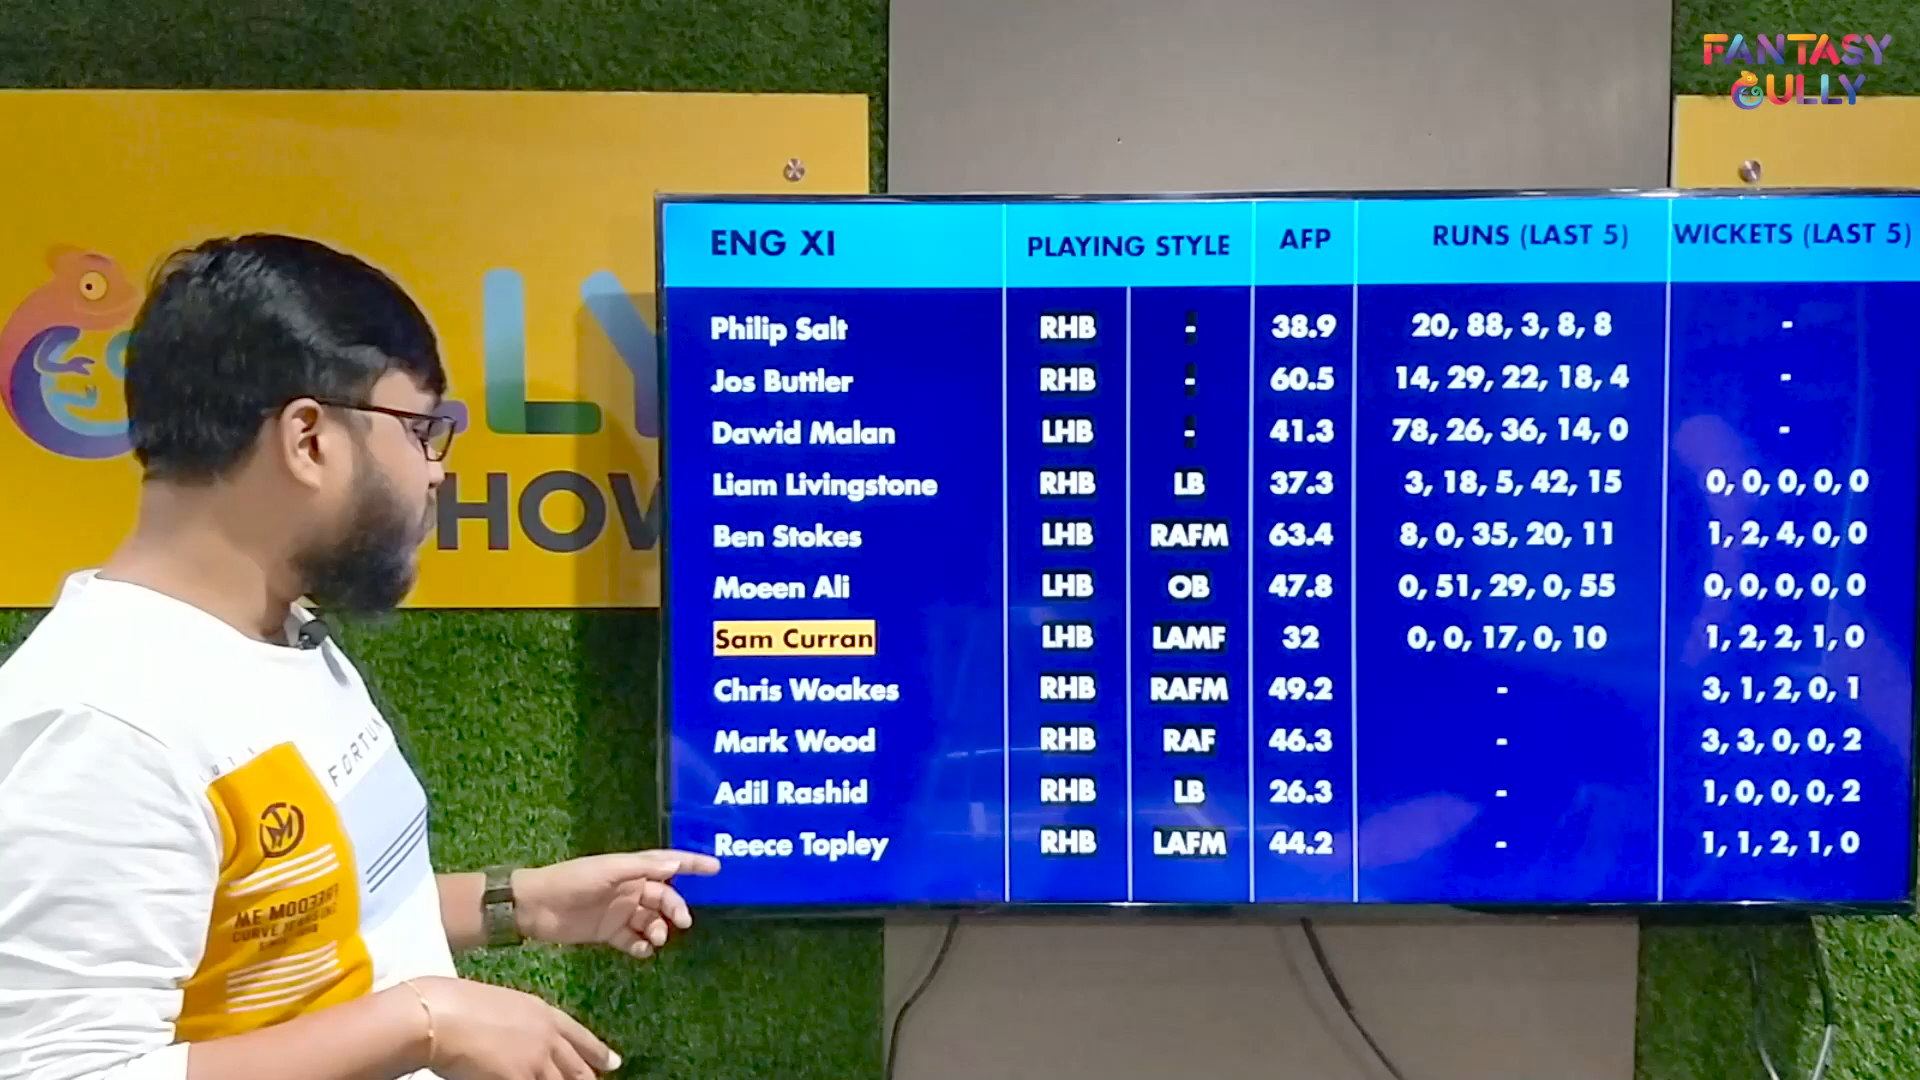 FANTASY
GULLY
LLY
HOW
ENG XI PLAYING STYLE AFP RUNS (LAST 5) WICKETS (LAST 5)
Philip Salt RHB - 38.9 20, 88, 3, 8, 8 -
Jos Buttler RHB - 60.5 14, 29, 22, 18, 4 -
Dawid Malan LHB - 41.3 78, 26, 36, 14, 0 -
Liam Livingstone RHB LB 37.3 3, 18, 5, 42, 15 0, 0, 0, 0, 0
Ben Stokes LHB RAFM 63.4 8, 0, 35, 20, 11 1, 2, 4, 0, 0
Moeen Ali LHB OB 47.8 0, 51, 29, 0, 55 0, 0, 0, 0, 0
Sam Curran LHB LAMF 32 0, 0, 17, 0, 10 1, 2, 2, 1, 0
Chris Woakes RHB RAFM 49.2 - 3, 1, 2, 0, 1
Mark Wood RHB RAF 46.3 - 3, 3, 0, 0, 2
Adil Rashid RHB LB 26.3 - 1, 0, 0, 0, 2
Reece Topley RHB LAFM 44.2 - 1, 1, 2, 1, 0
FORTUN